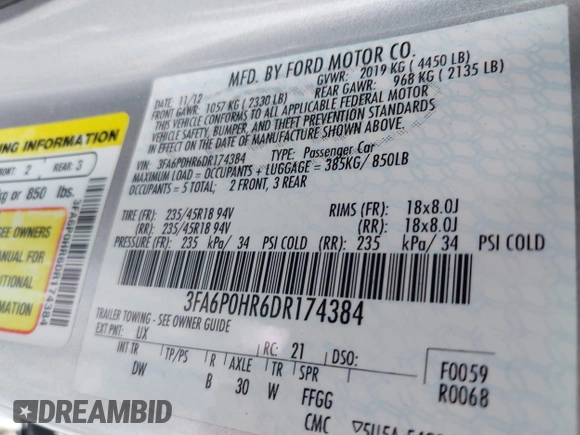 MFD. BY FORD MOTOR CO.
DATE: 11/12 GVWR: 2019 KG ( 4450 LB)
FRONT GAWR: 1057 KG ( 2330 LB) REAR GAWR: 968 KG ( 2135 LB)
THIS VEHICLE CONFORMS TO ALL APPLICABLE FEDERAL MOTOR
VEHICLE SAFETY, BUMPER, AND THEFT PREVENTION STANDARDS
IN EFFECT ON THE DATE OF MANUFACTURE SHOWN ABOVE.
VIN: 3FA6P0HR6DR174384 TYPE: Passenger Car
MAXIMUM LOAD = OCCUPANTS + LUGGAGE = 385KG/ 850LB
OCCUPANTS = 5 TOTAL; 2 FRONT, 3 REAR
TIRE (FR): 235/45R18 94V RIMS (FR): 18x8.0J
(RR): 235/45R18 94V (RR): 18x8.0J
PRESSURE (FR): 235 kPa/ 34 PSI COLD (RR): 235 kPa/ 34 PSI COLD
3FA6P0HR6DR174384
TRAILER TOWING - SEE OWNER GUIDE
EXT PNT: UX RC: 21 DSO:
INT TR TP/PS R AXLE TR SPR F0059
DW B 30 W FFGG R0068
CMC
ING INFORMATION
FRONT: 2 REAR: 3
kg or 850 lbs.
SEE OWNERS
MANUAL FOR
ADDITIONAL
INFORMATION
3FA6P0HR6DR174384
DREAMBID